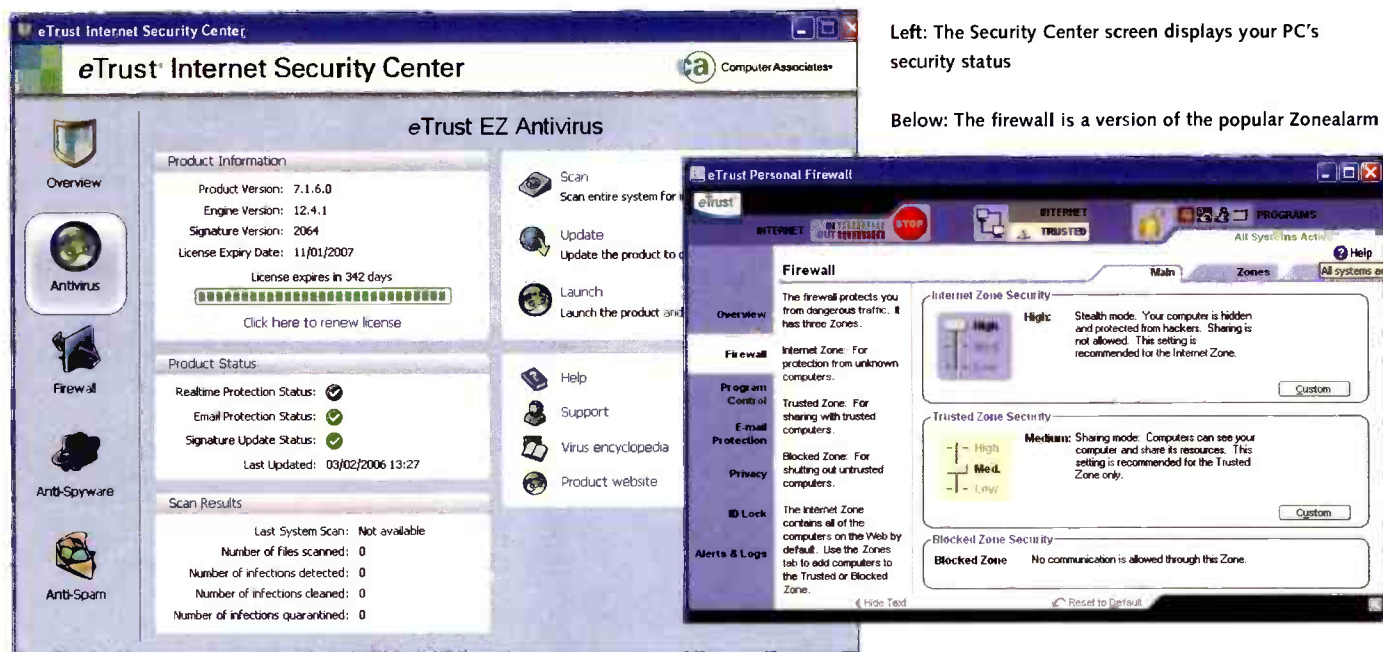 eTrust Internet Security Center
eTrust Internet Security Center
ca Computer Associates
Overview
Antivirus
Firewall
Anti-Spyware
Anti-Spam
eTrust EZ Antivirus
Product Information
Product Version: 7.1.6.0
Engine Version: 12.4.1
Signature Version: 2064
License Expiry Date: 11/01/2007
License expires in 342 days
Click here to renew license
Product Status
Realtime Protection Status:
Email Protection Status:
Signature Update Status:
Last Updated: 03/02/2006 13:27
Scan Results
Last System Scan: Not available
Number of files scanned: 0
Number of infections detected: 0
Number of infections cleaned: 0
Number of infections quarantined: 0
Scan
Scan entire system for
Update
Update the product to
Launch
Launch the product and
Help
Support
Virus encyclopedia
Product website
Left: The Security Center screen displays your PC's
security status
Below: The firewall is a version of the popular Zonealarm
eTrust Personal Firewall
eTrust
INTERNET
IN
OUT
STOP
INTERNET
TRUSTED
PROGRAMS
All Systems Active
Help
Firewall
Main
Zones
All systems
Overview
Firewall
Program
Control
E-mail
Protection
Privacy
ID Lock
Alerts & Logs
The firewall protects you
from dangerous traffic. It
has three Zones.
Internet Zone: For
protection from unknown
computers.
Trusted Zone: For
sharing with trusted
computers.
Blocked Zone: For
shutting out untrusted
computers.
The Internet Zone
contains all of the
computers on the Web by
default. Use the Zones
tab to add computers to
the Trusted or Blocked
Zone.
Hide Text
Reset to Default
Internet Zone Security
High
Med.
Low
High: Stealth mode. Your computer is hidden
and protected from hackers. Sharing is
not allowed. This setting is
recommended for the Internet Zone.
Custom
Trusted Zone Security
High
Med.
Low
Medium: Sharing mode: Computers can see your
computer and share its resources. This
setting is recommended for the Trusted
Zone only.
Custom
Blocked Zone Security
Blocked Zone No communication is allowed through this Zone.